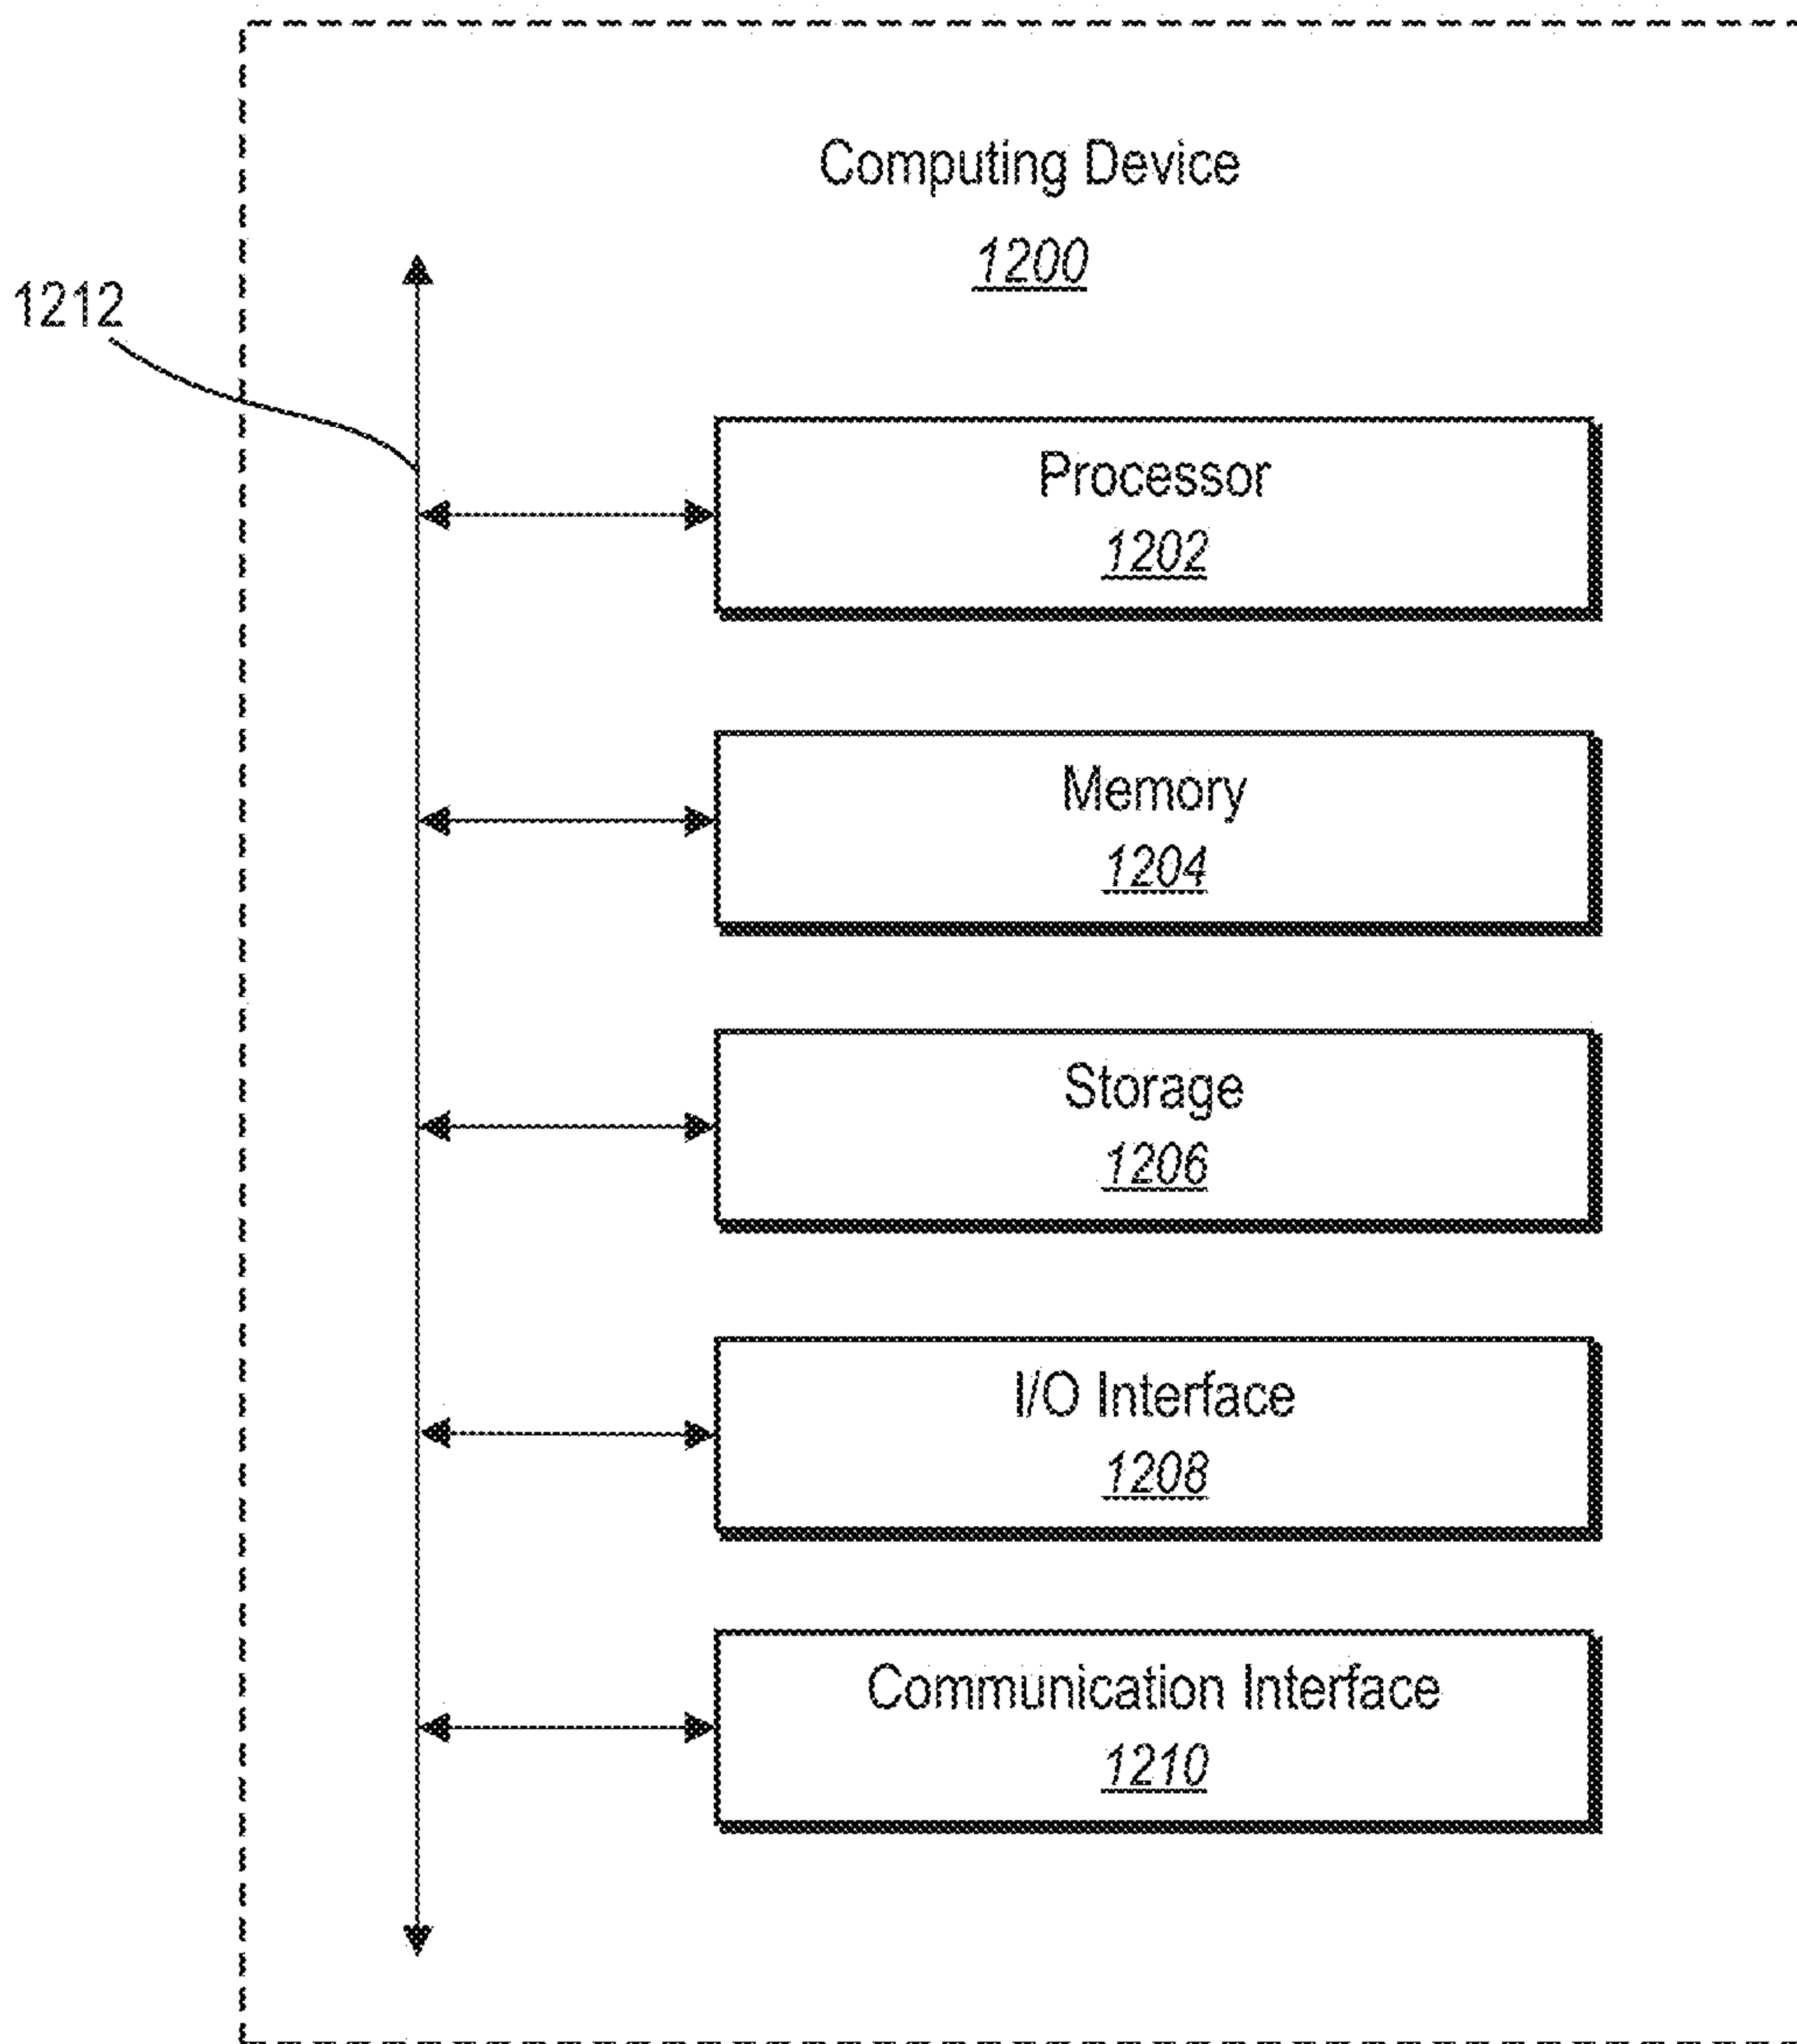 Computing Device
1200
1212
Processor
1202
Memory
1204
Storage
1206
I/O Interface
1208
Communication Interface
1210